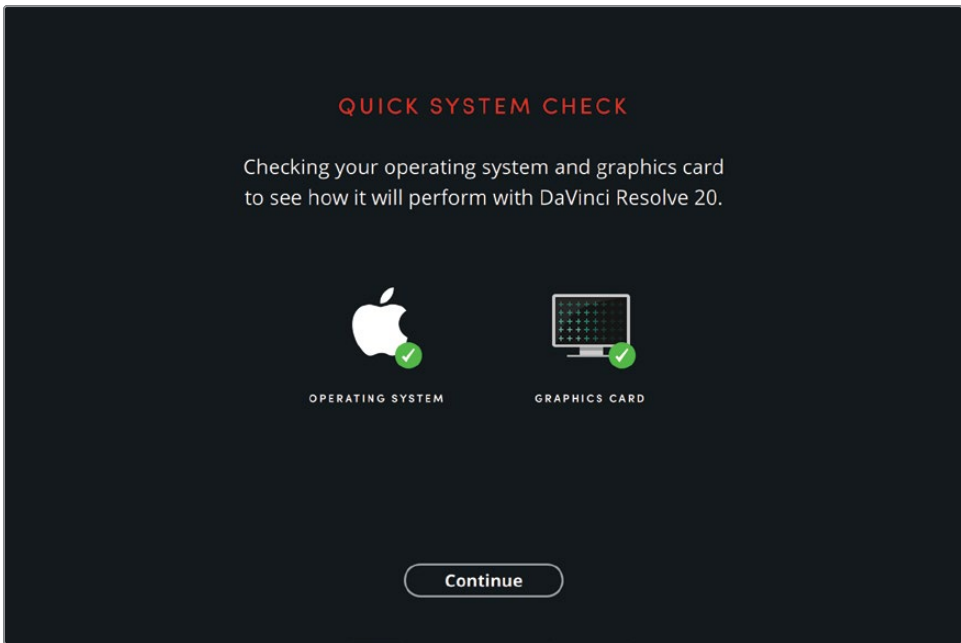 QUICK SYSTEM CHECK
Checking your operating system and graphics card
to see how it will perform with DaVinci Resolve 20.
OPERATING SYSTEM
GRAPHICS CARD
Continue